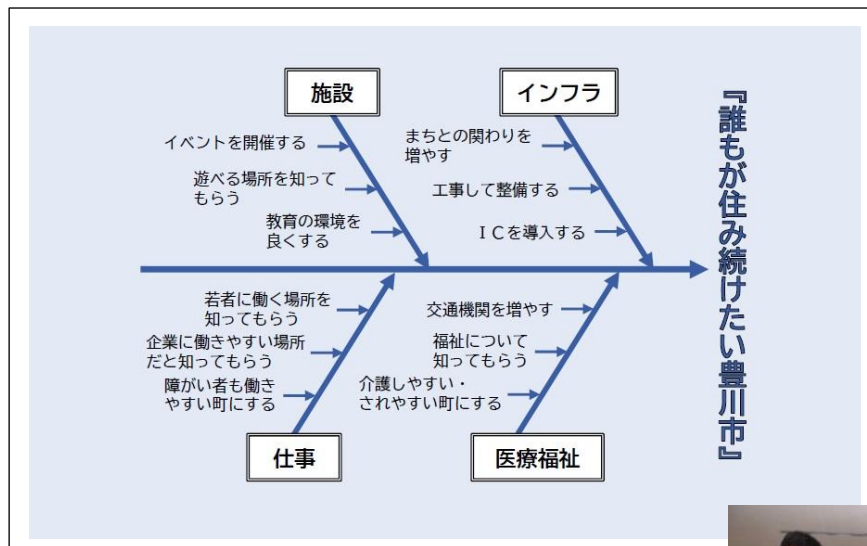 施設
イベントを開催する
遊べる場所を知って
もらう
教育の環境を
良くする
インフラ
まちとの関わりを
増やす
工事して整備する
ＩＣを導入する
若者に働く場所を
知ってもらう
企業に働きやすい場所
だと知ってもらう
障がい者も働き
やすい町にする
仕事
交通機関を増やす
福祉について
知ってもらう
介護しやすい・
されやすい町にする
医療福祉
『誰もが住み続けたい豊川市』